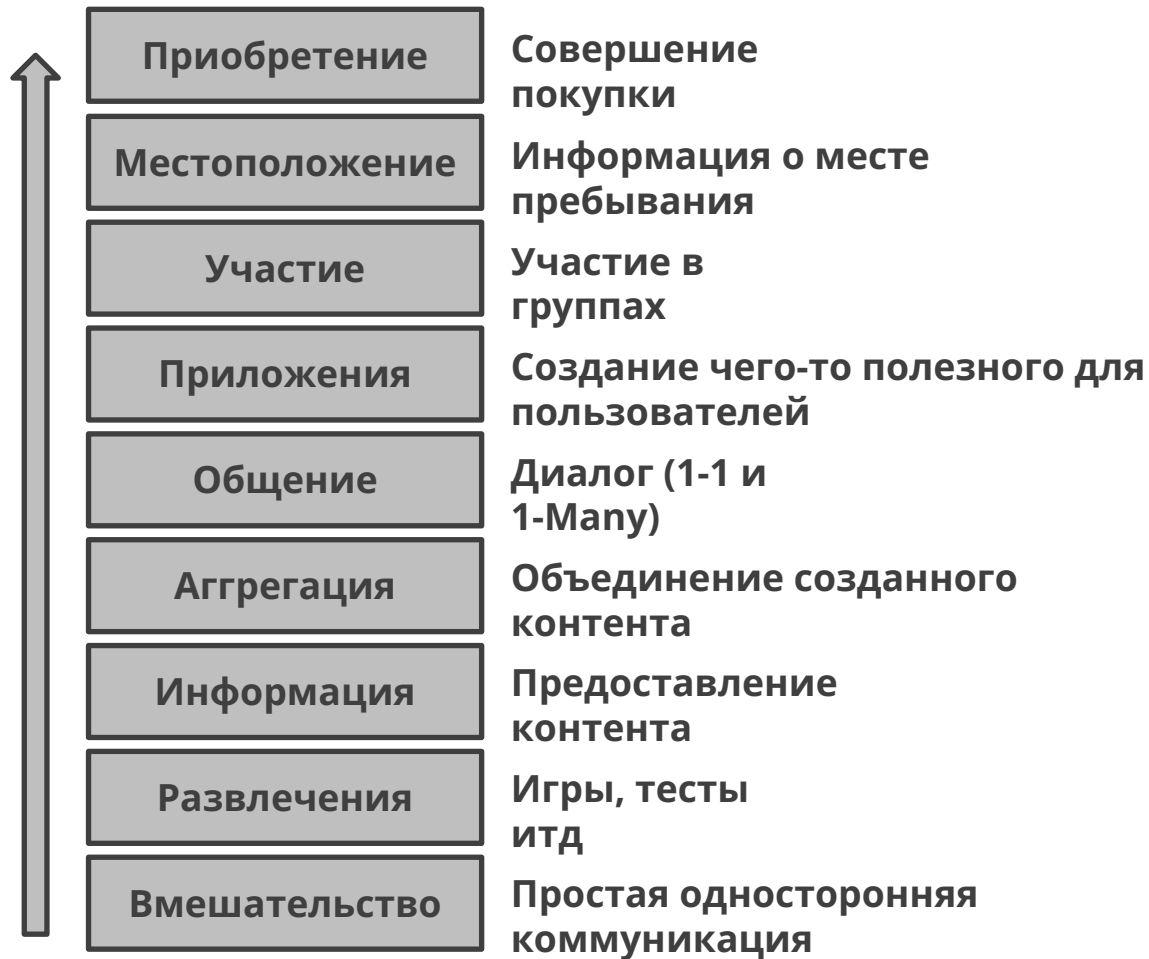 Приобретение
Совершение
покупки
Местоположение
Информация о месте
пребывания
Участие
Участие в
группах
Приложения
Создание чего-то полезного для
пользователей
Общение
Диалог (1-1 и
1-Many)
Аггрегация
Объединение созданного
контента
Информация
Предоставление
контента
Развлечения
Игры, тесты
итд
Вмешательство
Простая односторонняя
коммуникация